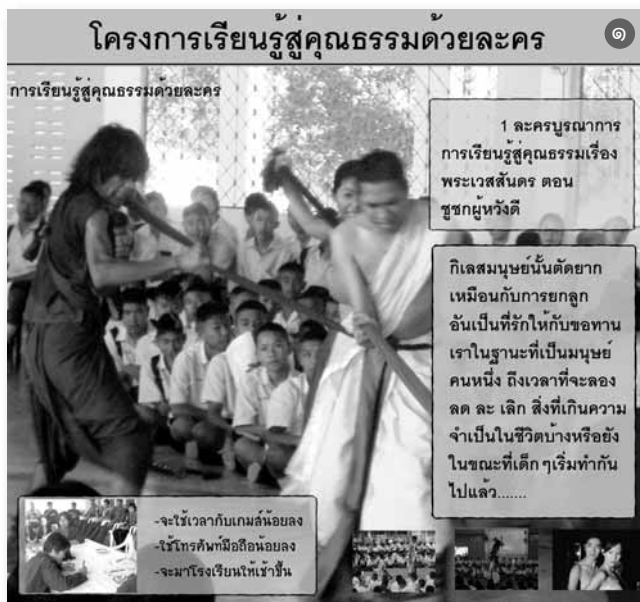 โครงการเรียนรู้สู่คุณธรรมด้วยละคร
๑
การเรียนรู้สู่คุณธรรมด้วยละคร
1 ละครบูรณาการ
การเรียนรู้สู่คุณธรรมเรื่อง
พระเวสสันดร ตอน
ชูชกผู้หวังดี
กิเลสมนุษย์นั้นตัดยาก
เหมือนกับการยกลูก
อันเป็นที่รักให้กับขอทาน
เราในฐานะที่เป็นมนุษย์
คนหนึ่ง ถึงเวลาที่จะลอง
ลด ละ เลิก สิ่งที่เกินความ
จำเป็นในชีวิตบ้างหรือยัง
ในขณะที่เด็กๆเริ่มทำกัน
ไปแล้ว.......
-จะใช้เวลากับเกมส์น้อยลง
-ใช้โทรศัพท์มือถือน้อยลง
-จะมาโรงเรียนให้เช้าขึ้น